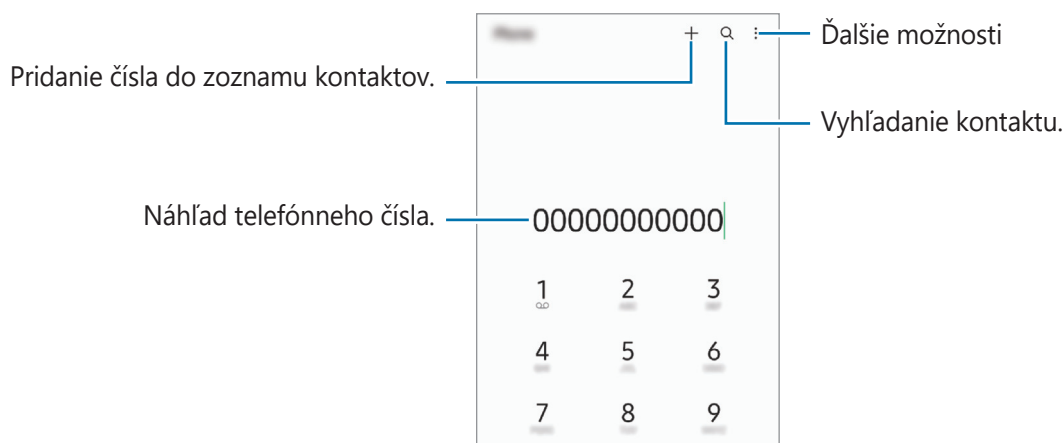 Ďalšie možnosti
Pridanie čísla do zoznamu kontaktov.
Vyhľadanie kontaktu.
Náhľad telefónneho čísla.
00000000000
1 2 3
4 5 6
7 8 9